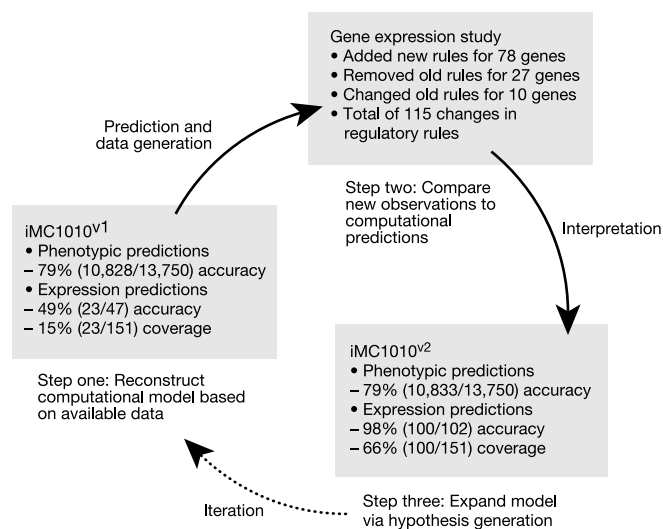 Gene expression study
• Added new rules for 78 genes
• Removed old rules for 27 genes
• Changed old rules for 10 genes
• Total of 115 changes in
regulatory rules
Prediction and
data generation
Step two: Compare
new observations to
computational
predictions
Interpretation
iMC1010v1
• Phenotypic predictions
– 79% (10,828/13,750) accuracy
• Expression predictions
– 49% (23/47) accuracy
– 15% (23/151) coverage
Step one: Reconstruct
computational model based
on available data
iMC1010v2
• Phenotypic predictions
– 79% (10,833/13,750) accuracy
• Expression predictions
– 98% (100/102) accuracy
– 66% (100/151) coverage
Iteration
Step three: Expand model
via hypothesis generation